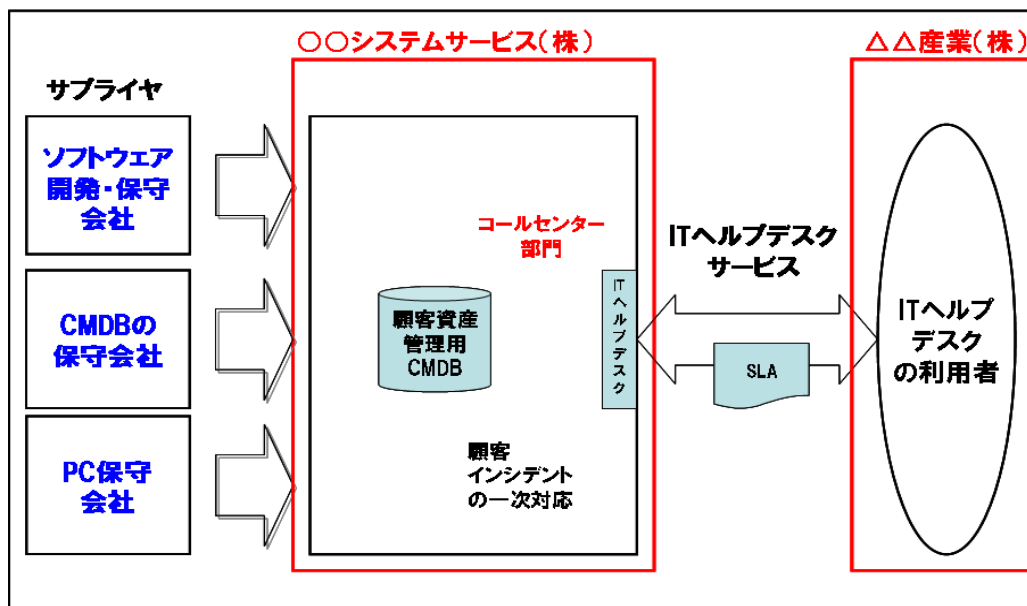 〇〇システムサービス(株)
△△産業(株)
サプライヤ
ソフトウェア
開発・保守
会社
CMDBの
保守会社
PC保守
会社
コールセンター
部門
顧客資産
管理用
CMDB
ITヘルプデスク
顧客
インシデント
の一次対応
ITヘルプデスク
サービス
SLA
ITヘルプ
デスク
の利用者